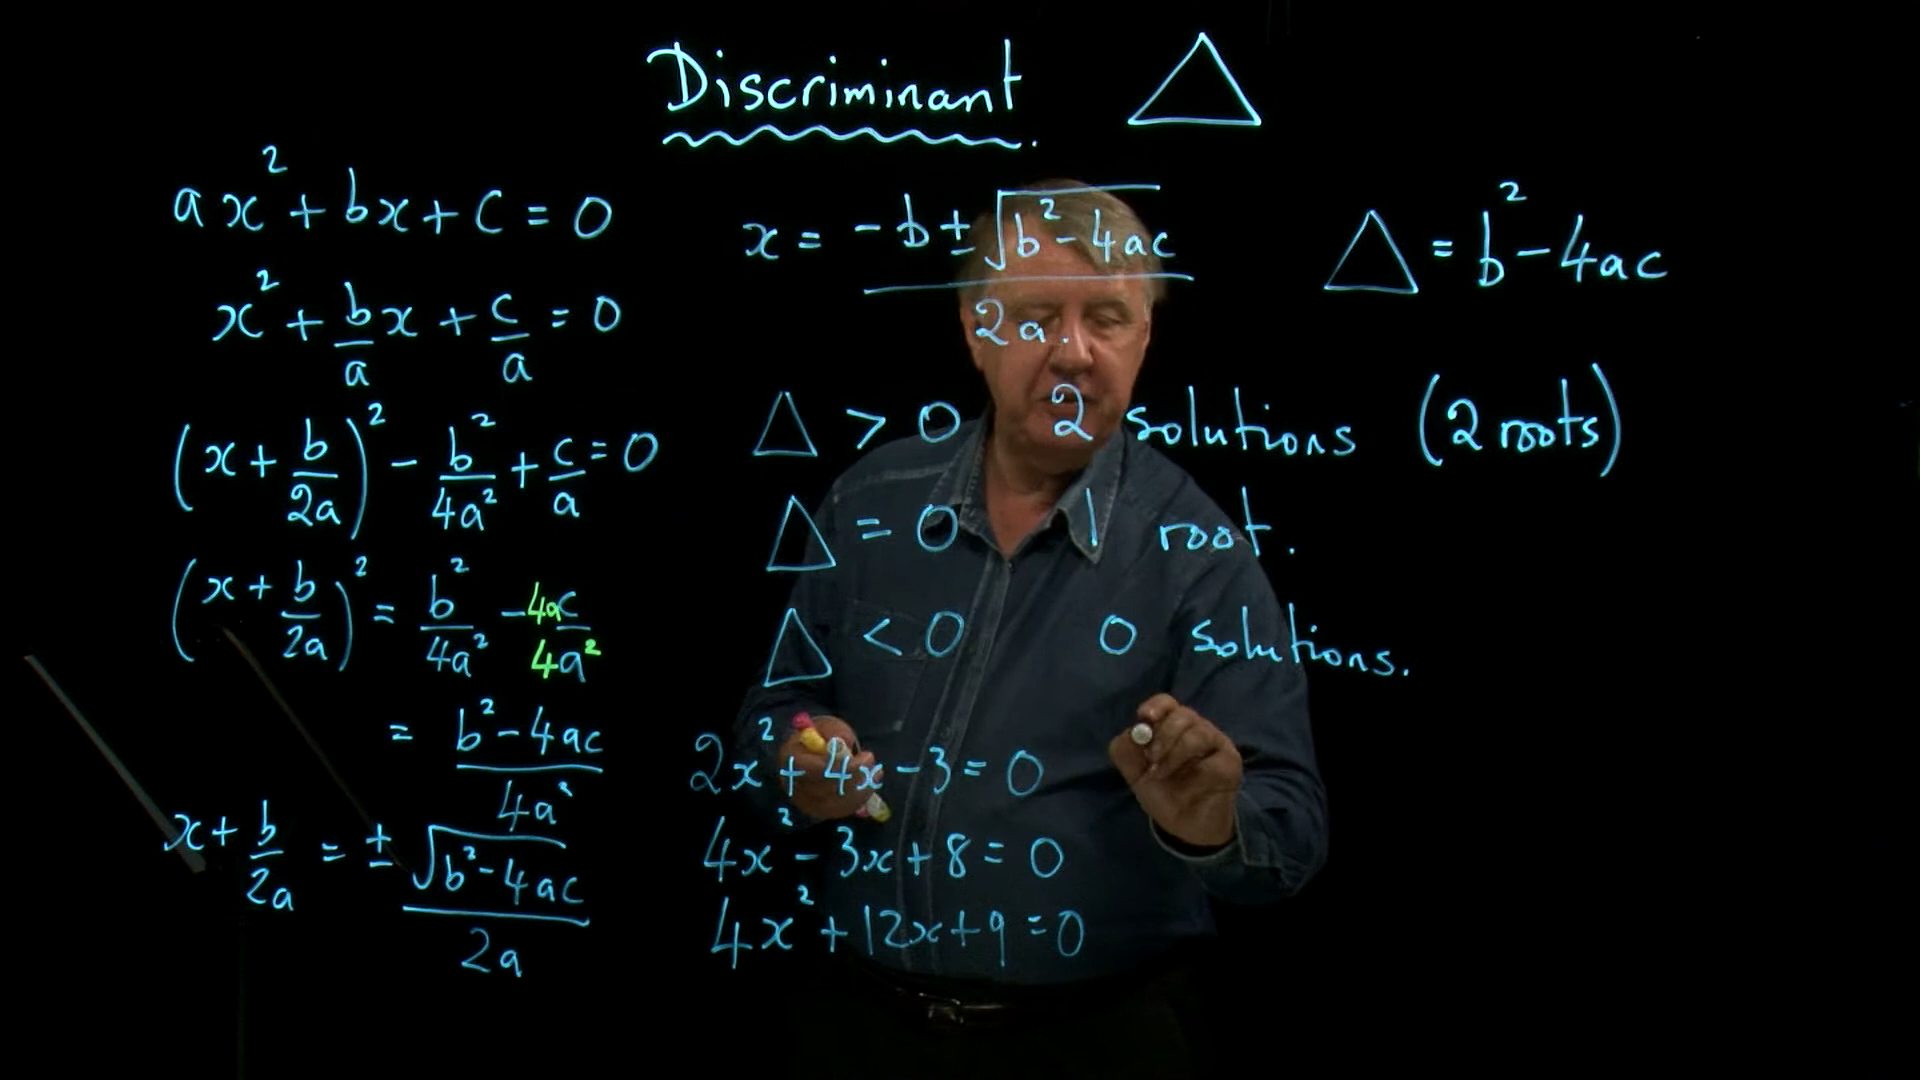 Discriminant. △
ax² + bx + c = 0
x² + b/a x + c/a = 0
(x + b/2a)² - b²/4a² + c/a = 0
(x + b/2a)² = b²/4a² - 4ac/4a²
= b² - 4ac/4a²
x + b/2a = ± √b² - 4ac/2a
x = -b ± √b² - 4ac/2a.
△ = b² - 4ac
△ > 0 2 solutions (2 roots)
△ = 0 1 root.
△ < 0 0 solutions.
2x² + 4x - 3 = 0
4x² - 3x + 8 = 0
4x² + 12x + 9 = 0